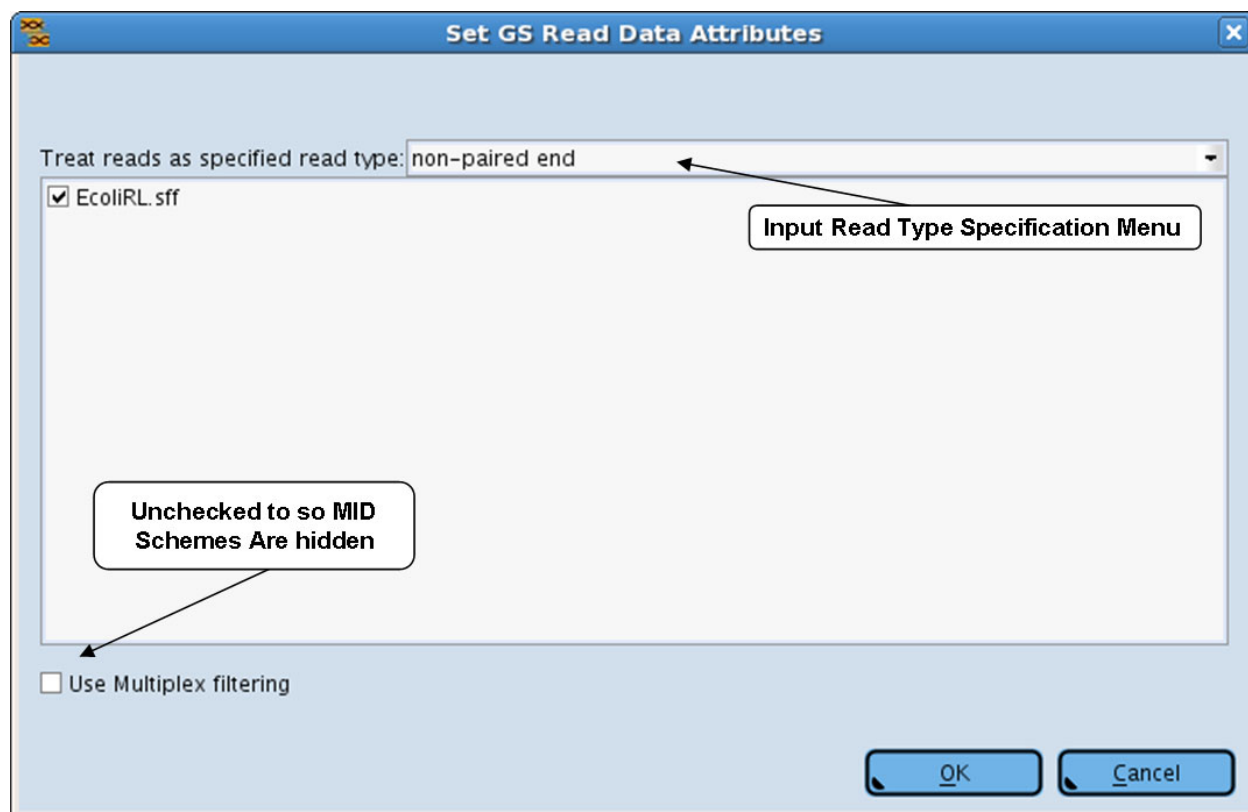 Set GS Read Data Attributes
Treat reads as specified read type: non-paired end
EcoliRL.sff
Input Read Type Specification Menu
Unchecked to so MID
Schemes Are hidden
Use Multiplex filtering
OK Cancel